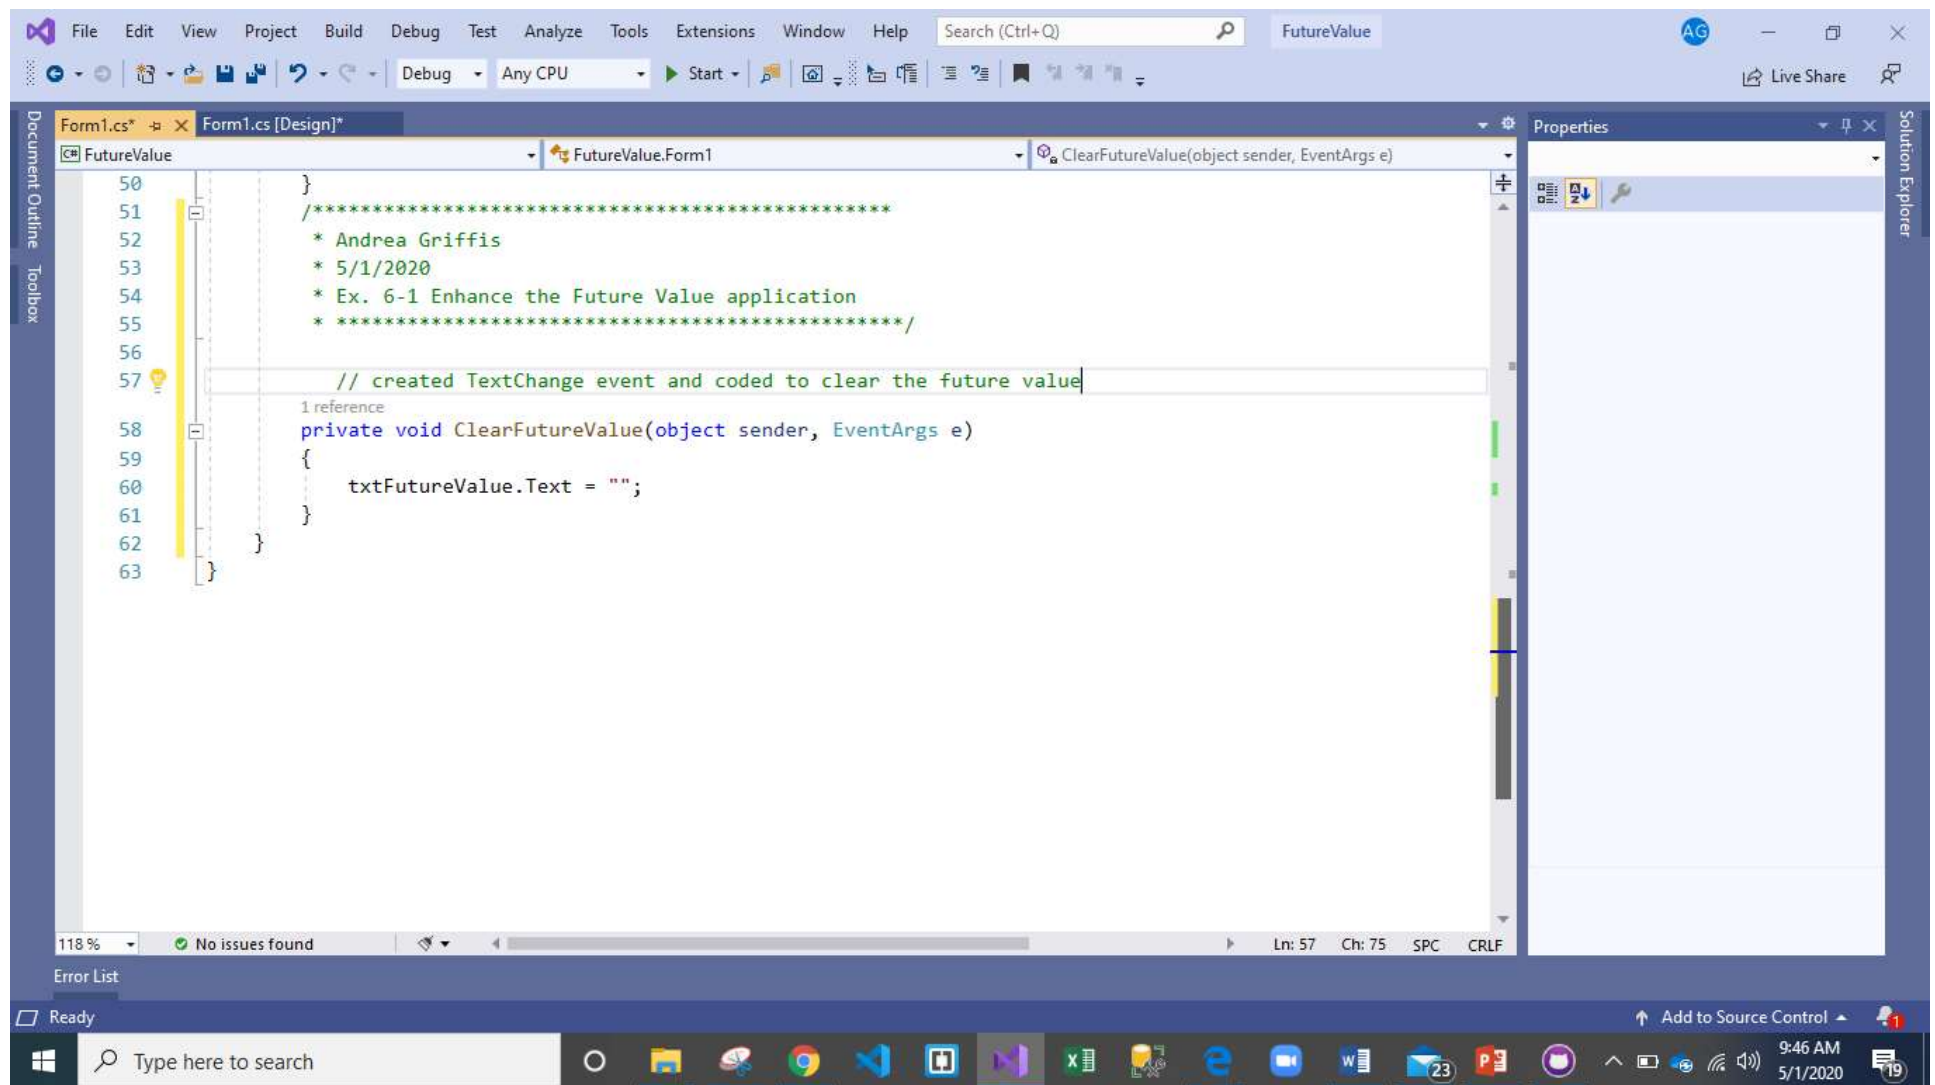 File Edit View Project Build Debug Test Analyze Tools Extensions Window Help Search (Ctrl+Q) FutureValue AG
Debug Any CPU Start Live Share
Form1.cs* Form1.cs [Design]* Properties
C# FutureValue FutureValue.Form1 ClearFutureValue(object sender, EventArgs e)
Document Outline
Toolbox
Solution Explorer
50 }
51 /*************************************************
52 * Andrea Griffis
53 * 5/1/2020
54 * Ex. 6-1 Enhance the Future Value application
55 * ************************************************/
56
57 // created TextChange event and coded to clear the future value
1 reference
58 private void ClearFutureValue(object sender, EventArgs e)
59 {
60 txtFutureValue.Text = "";
61 }
62 }
63 }
118 % No issues found Ln: 57 Ch: 75 SPC CRLF
Error List
Ready Add to Source Control 1
Type here to search 23 9:46 AM
5/1/2020 19